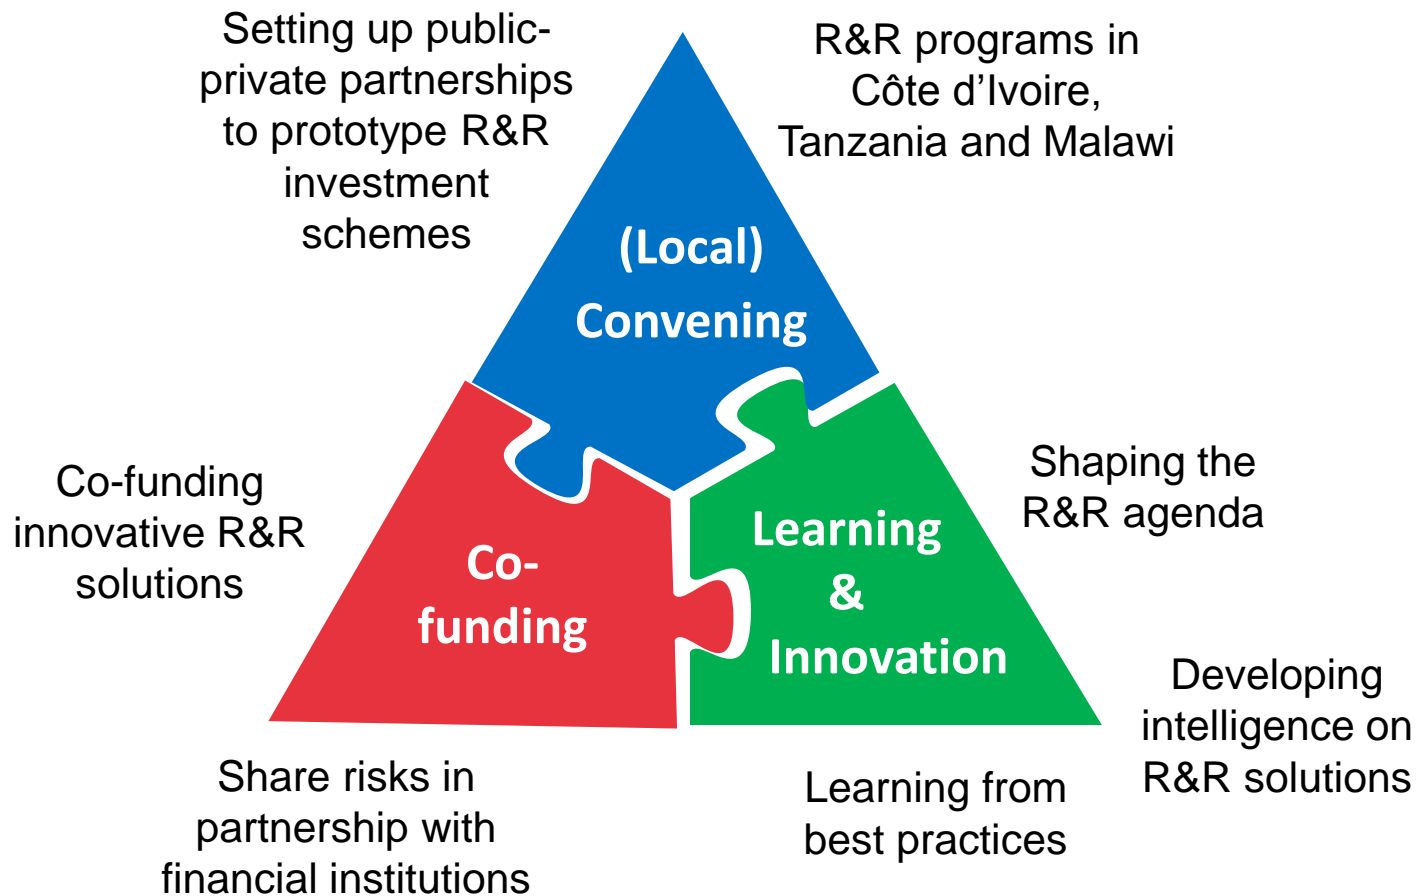 Setting up public-
private partnerships
to prototype R&R
investment
schemes
R&R programs in
Côte d’Ivoire,
Tanzania and Malawi
(Local)
Convening
Co-funding
innovative R&R
solutions
Co-
funding
Learning
&
Innovation
Shaping the
R&R agenda
Share risks in
partnership with
financial institutions
Learning from
best practices
Developing
intelligence on
R&R solutions